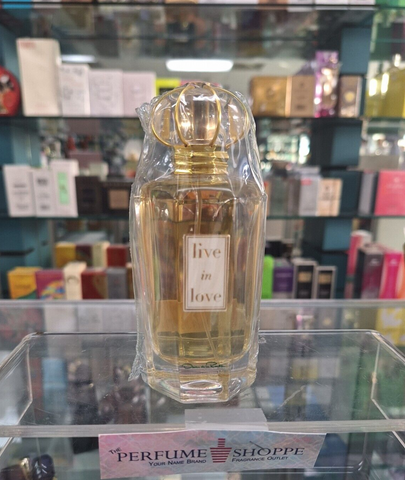 live
in
love
THE PERFUME SHOPPE
YOUR NAME BRAND FRAGRANCE OUTLET